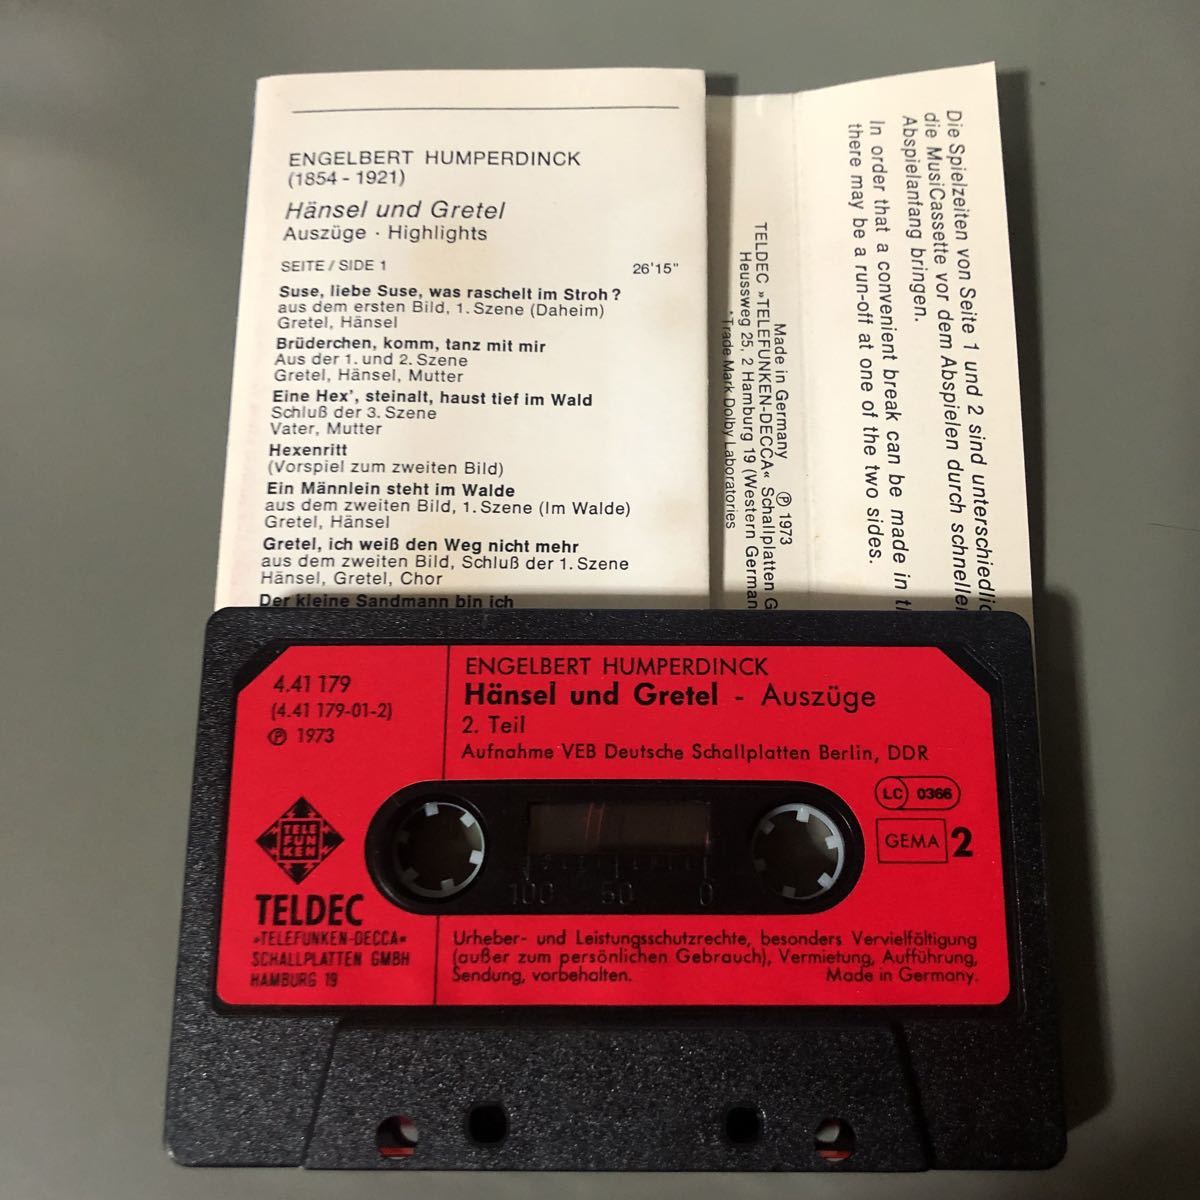 ENGELBERT HUMPERDINCK
(1854 - 1921)
Hänsel und Gretel
Auszüge · Highlights
SEITE / SIDE 1 26'15"
Suse, liebe Suse, was raschelt im Stroh?
aus dem ersten Bild, 1. Szene (Daheim)
Gretel, Hänsel
Brüderchen, komm, tanz mit mir
Aus der 1. und 2. Szene
Gretel, Hänsel, Mutter
Eine Hex', steinalt, haust tief im Wald
Schluß der 3. Szene
Vater, Mutter
Hexenritt
(Vorspiel zum zweiten Bild)
Ein Männlein steht im Walde
aus dem zweiten Bild, 1. Szene (Im Walde)
Gretel, Hänsel
Gretel, ich weiß den Weg nicht mehr
aus dem zweiten Bild, Schluß der 1. Szene
Hänsel, Gretel, Chor
Der kleine Sandmann bin ich
Die Spielzeiten von Seite 1 und 2 sind unterschiedlic
die MusiCassette vor dem Abspielen durch schneller
Abspielanfang bringen.
In order that a convenient break can be made in th
there may be a run-off at one of the two sides.
Made in Germany ℗ 1973
TELDEC »TELEFUNKEN-DECCA« Schallplatten G
Heussweg 25, 2 Hamburg 19 (Western German
*Trade Mark Dolby Laboratories
4.41 179
(4.41 179-01-2)
℗ 1973
ENGELBERT HUMPERDINCK
Hänsel und Gretel - Auszüge
2. Teil
Aufnahme VEB Deutsche Schallplatten Berlin, DDR
LC 0366
GEMA 2
TELE
FUN
KEN
TELDEC
»TELEFUNKEN-DECCA«
SCHALLPLATTEN GMBH
HAMBURG 19
100 50 0
Urheber- und Leistungsschutzrechte, besonders Vervielfältigung
(außer zum persönlichen Gebrauch), Vermietung, Aufführung,
Sendung, vorbehalten. Made in Germany.